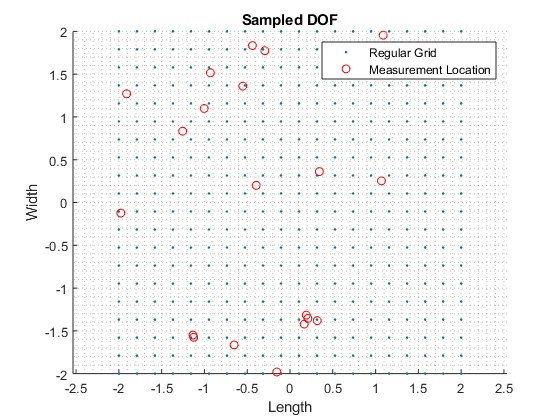 Sampled DOF
Regular Grid
Measurement Location
2
1.5
1
0.5
0
-0.5
-1
-1.5
-2
Width
-2.5 -2 -1.5 -1 -0.5 0 0.5 1 1.5 2 2.5
Length